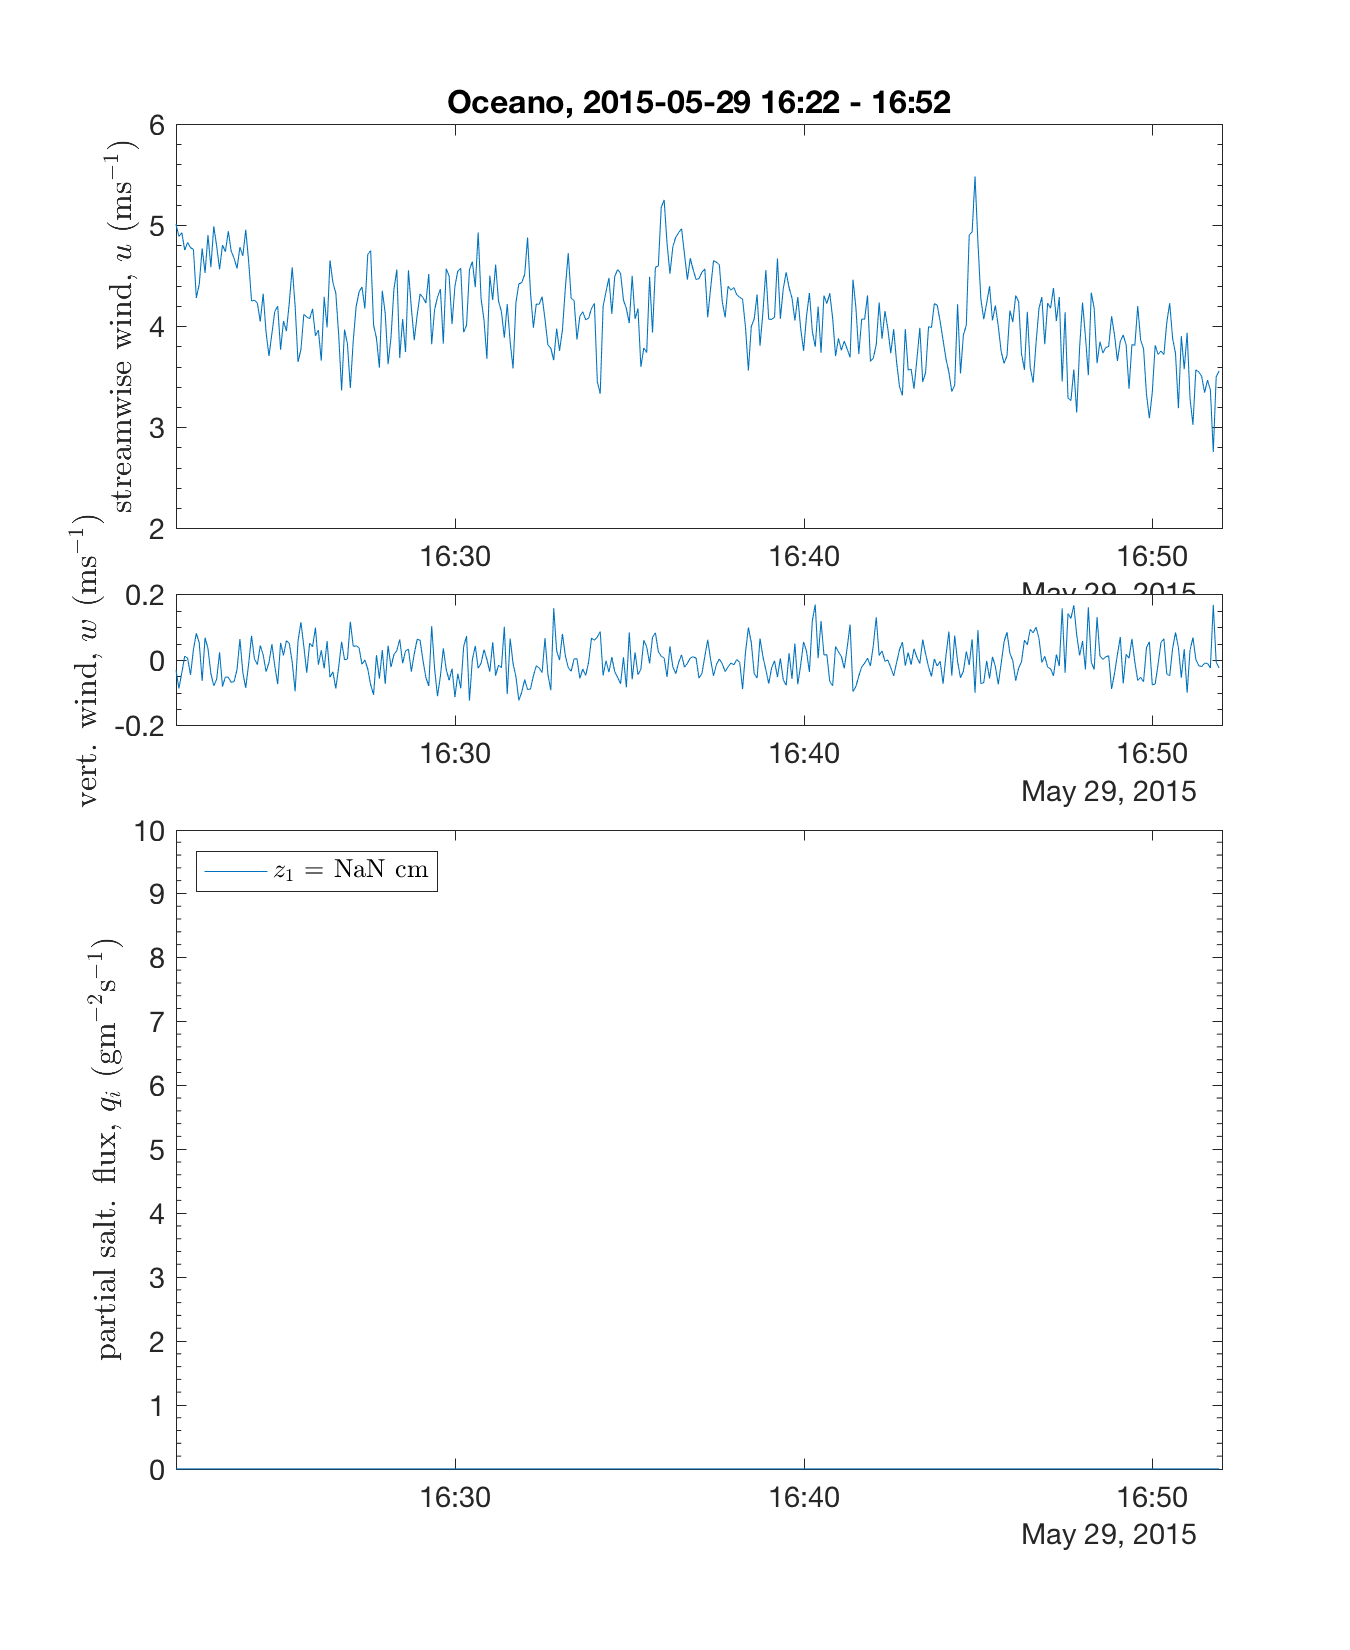 Oceano, 2015-05-29 16:22 - 16:52
streamwise wind, u (ms⁻¹)
6
5
4
3
2
16:30 16:40 16:50
May 29, 2015
vert. wind, w (ms⁻¹)
0.2
0
-0.2
16:30 16:40 16:50
May 29, 2015
partial salt. flux, qᵢ (gm⁻²s⁻¹)
z₁ = NaN cm
10
9
8
7
6
5
4
3
2
1
0
16:30 16:40 16:50
May 29, 2015